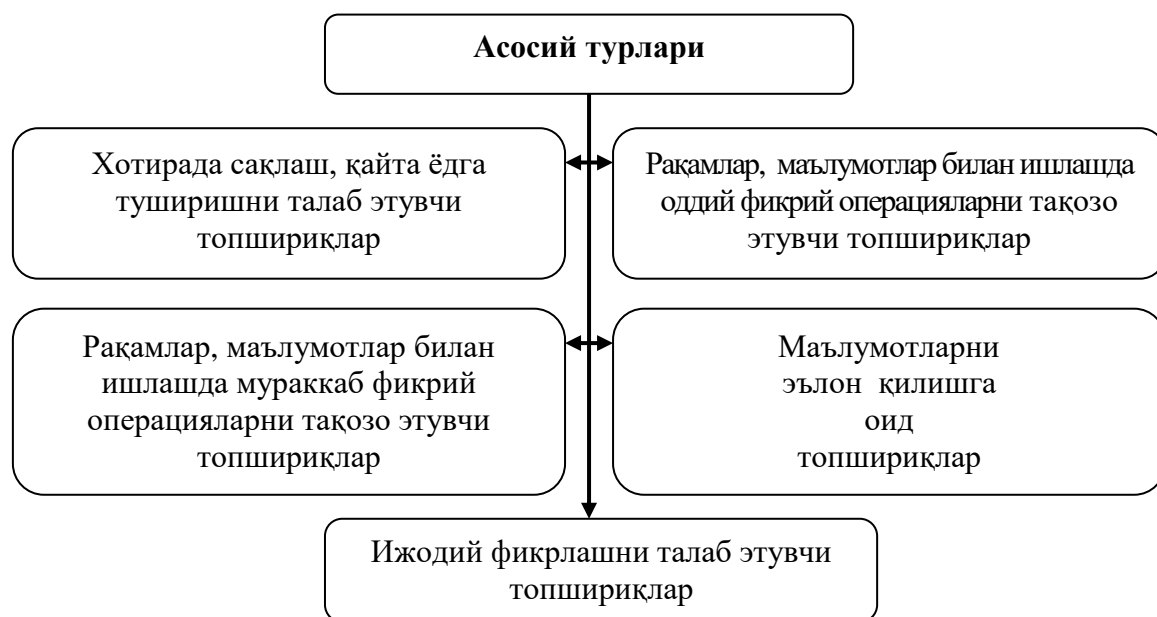 Асосий турлари
Хотирада сақлаш, қайта ёдга
туширишни талаб этувчи
топшириқлар
Рақамлар, маълумотлар билан ишлашда
оддий фикрий операцияларни тақозо
этувчи топшириқлар
Рақамлар, маълумотлар билан
ишлашда мураккаб фикрий
операцияларни тақозо этувчи
топшириқлар
Маълумотларни
эълон қилишга
оид
топшириқлар
Ижодий фикрлашни талаб этувчи
топшириқлар